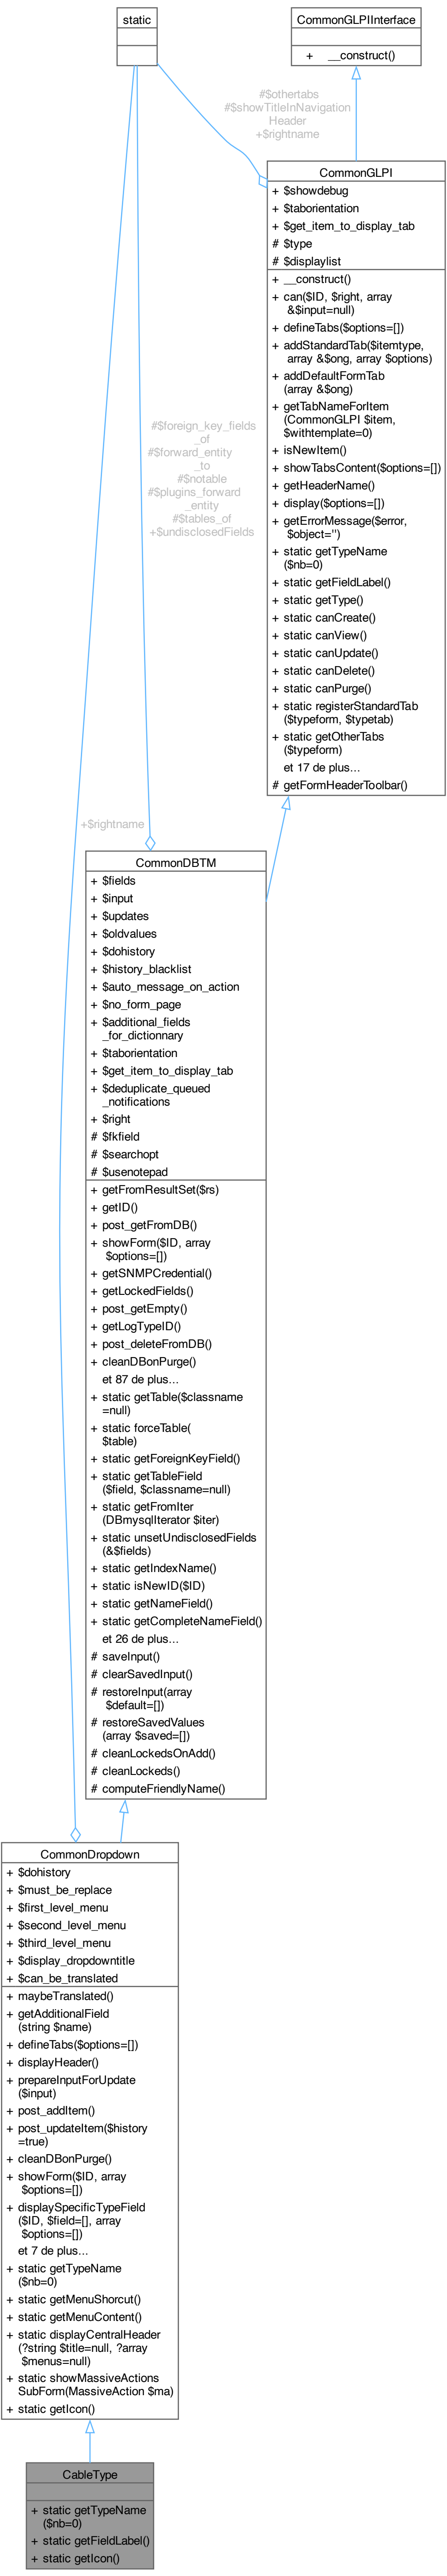 static
CommonGLPIInterface
+ __construct()
#$othertabs
#$showTitleInNavigation
Header
+$rightname
CommonGLPI
+ $showdebug
+ $taborientation
+ $get_item_to_display_tab
# $type
# $displaylist
+ __construct()
+ can($ID, $right, array
&$input=null)
+ defineTabs($options=[])
+ addStandardTab($itemtype,
array &$ong, array $options)
+ addDefaultFormTab
(array &$ong)
+ getTabNameForItem
(CommonGLPI $item,
$withtemplate=0)
+ isNewItem()
+ showTabsContent($options=[])
+ getHeaderName()
+ display($options=[])
+ getErrorMessage($error,
$object='')
+ static getTypeName
($nb=0)
+ static getFieldLabel()
+ static getType()
+ static canCreate()
+ static canView()
+ static canUpdate()
+ static canDelete()
+ static canPurge()
+ static registerStandardTab
($typeform, $typetab)
+ static getOtherTabs
($typeform)
et 17 de plus...
# getFormHeaderToolbar()
#$foreign_key_fields
_of
#$forward_entity
_to
#$notable
#$plugins_forward
_entity
#$tables_of
+$undisclosedFields
+$rightname
CommonDBTM
+ $fields
+ $input
+ $updates
+ $oldvalues
+ $dohistory
+ $history_blacklist
+ $auto_message_on_action
+ $no_form_page
+ $additional_fields
_for_dictionnary
+ $taborientation
+ $get_item_to_display_tab
+ $deduplicate_queued
_notifications
+ $right
# $fkfield
# $searchopt
# $usenotepad
+ getFromResultSet($rs)
+ getID()
+ post_getFromDB()
+ showForm($ID, array
$options=[])
+ getSNMPCredential()
+ getLockedFields()
+ post_getEmpty()
+ getLogTypeID()
+ post_deleteFromDB()
+ cleanDBonPurge()
et 87 de plus...
+ static getTable($classname
=null)
+ static forceTable(
$table)
+ static getForeignKeyField()
+ static getTableField
($field, $classname=null)
+ static getFromIter
(DBmysqlIterator $iter)
+ static unsetUndisclosedFields
(&$fields)
+ static getIndexName()
+ static isNewID($ID)
+ static getNameField()
+ static getCompleteNameField()
et 26 de plus...
# saveInput()
# clearSavedInput()
# restoreInput(array
$default=[])
# restoreSavedValues
(array $saved=[])
# cleanLockedsOnAdd()
# cleanLockeds()
# computeFriendlyName()
CommonDropdown
+ $dohistory
+ $must_be_replace
+ $first_level_menu
+ $second_level_menu
+ $third_level_menu
+ $display_dropdowntitle
+ $can_be_translated
+ maybeTranslated()
+ getAdditionalField
(string $name)
+ defineTabs($options=[])
+ displayHeader()
+ prepareInputForUpdate
($input)
+ post_addItem()
+ post_updateItem($history
=true)
+ cleanDBonPurge()
+ showForm($ID, array
$options=[])
+ displaySpecificTypeField
($ID, $field=[], array
$options=[])
et 7 de plus...
+ static getTypeName
($nb=0)
+ static getMenuShorcut()
+ static getMenuContent()
+ static displayCentralHeader
(?string $title=null, ?array
$menus=null)
+ static showMassiveActions
SubForm(MassiveAction $ma)
+ static getIcon()
CableType
+ static getTypeName
($nb=0)
+ static getFieldLabel()
+ static getIcon()